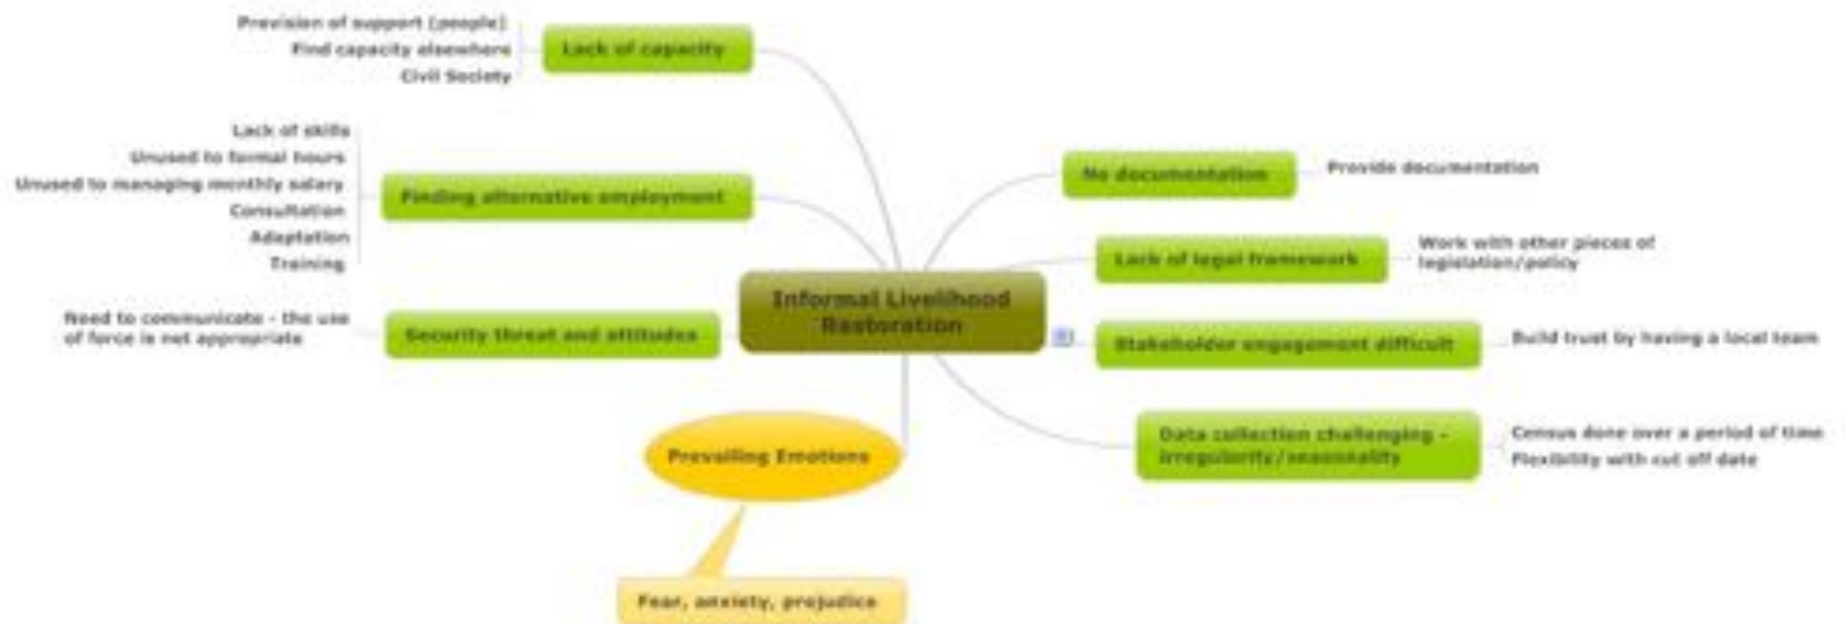 Provision of support (people)
Find capacity elsewhere
Civil Society
Lack of capacity
Lack of skills
Unused to formal hours
Unused to managing monthly salary
Consultation
Adaptation
Training
Finding alternative employment
Need to communicate - the use
of force is not appropriate
Security threat and attitudes
Informal Livelihood
Restoration
No documentation
Provide documentation
Lack of legal framework
Work with other pieces of
legislation/policy
Stakeholder engagement difficult
Build trust by having a local team
Data collection challenging -
irregularity/seasonality
Census done over a period of time
Flexibility with cut off date
Prevailing Emotions
Fear, anxiety, prejudice